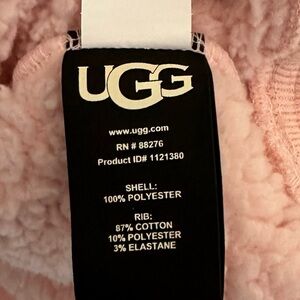 UGG
www.ugg.com
RN # 88276
Product ID# 1121380
SHELL:
100% POLYESTER
RIB:
87% COTTON
10% POLYESTER
3% ELASTANE